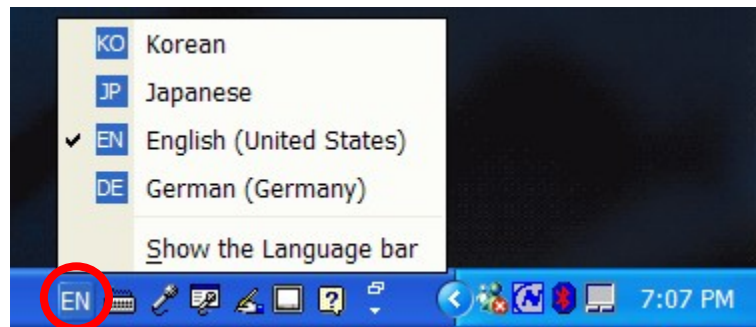 KO Korean
JP Japanese
EN English (United States)
DE German (Germany)
Show the Language bar
EN ? 7:07 PM